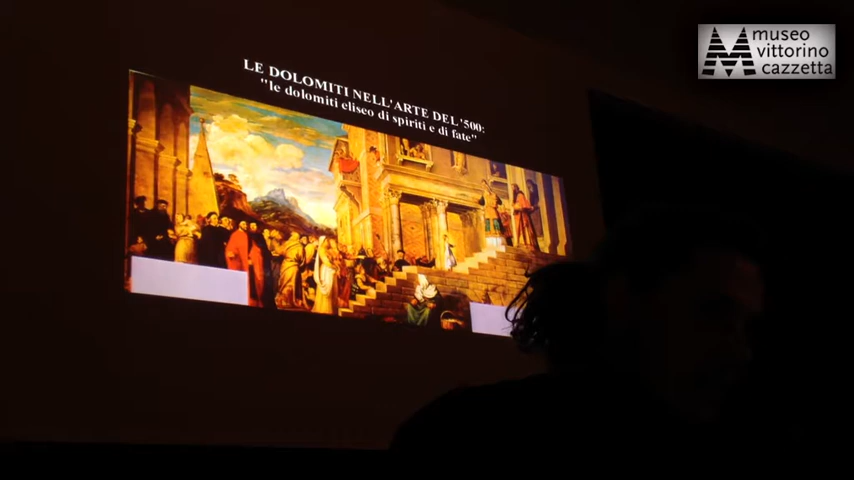 museo
vittorino
cazzetta
LE DOLOMITI NELL'ARTE DEL '500:
"le dolomiti eliseo di spiriti e di fate"